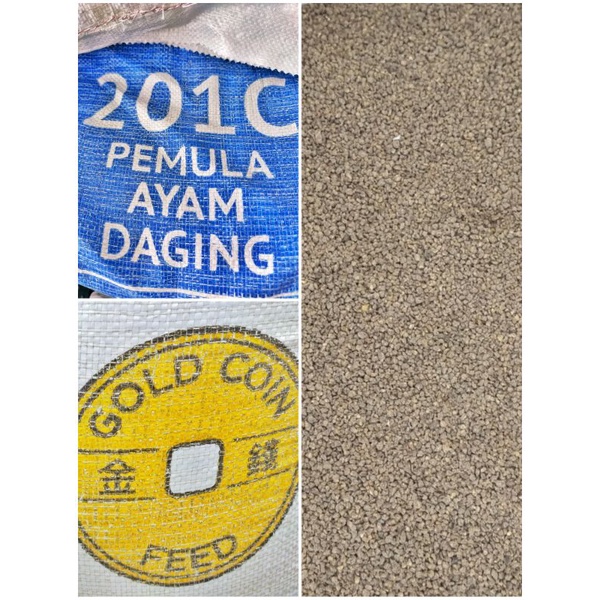 201C
PEMULA
AYAM
DAGING
GOLD COIN
金 錢
FEED